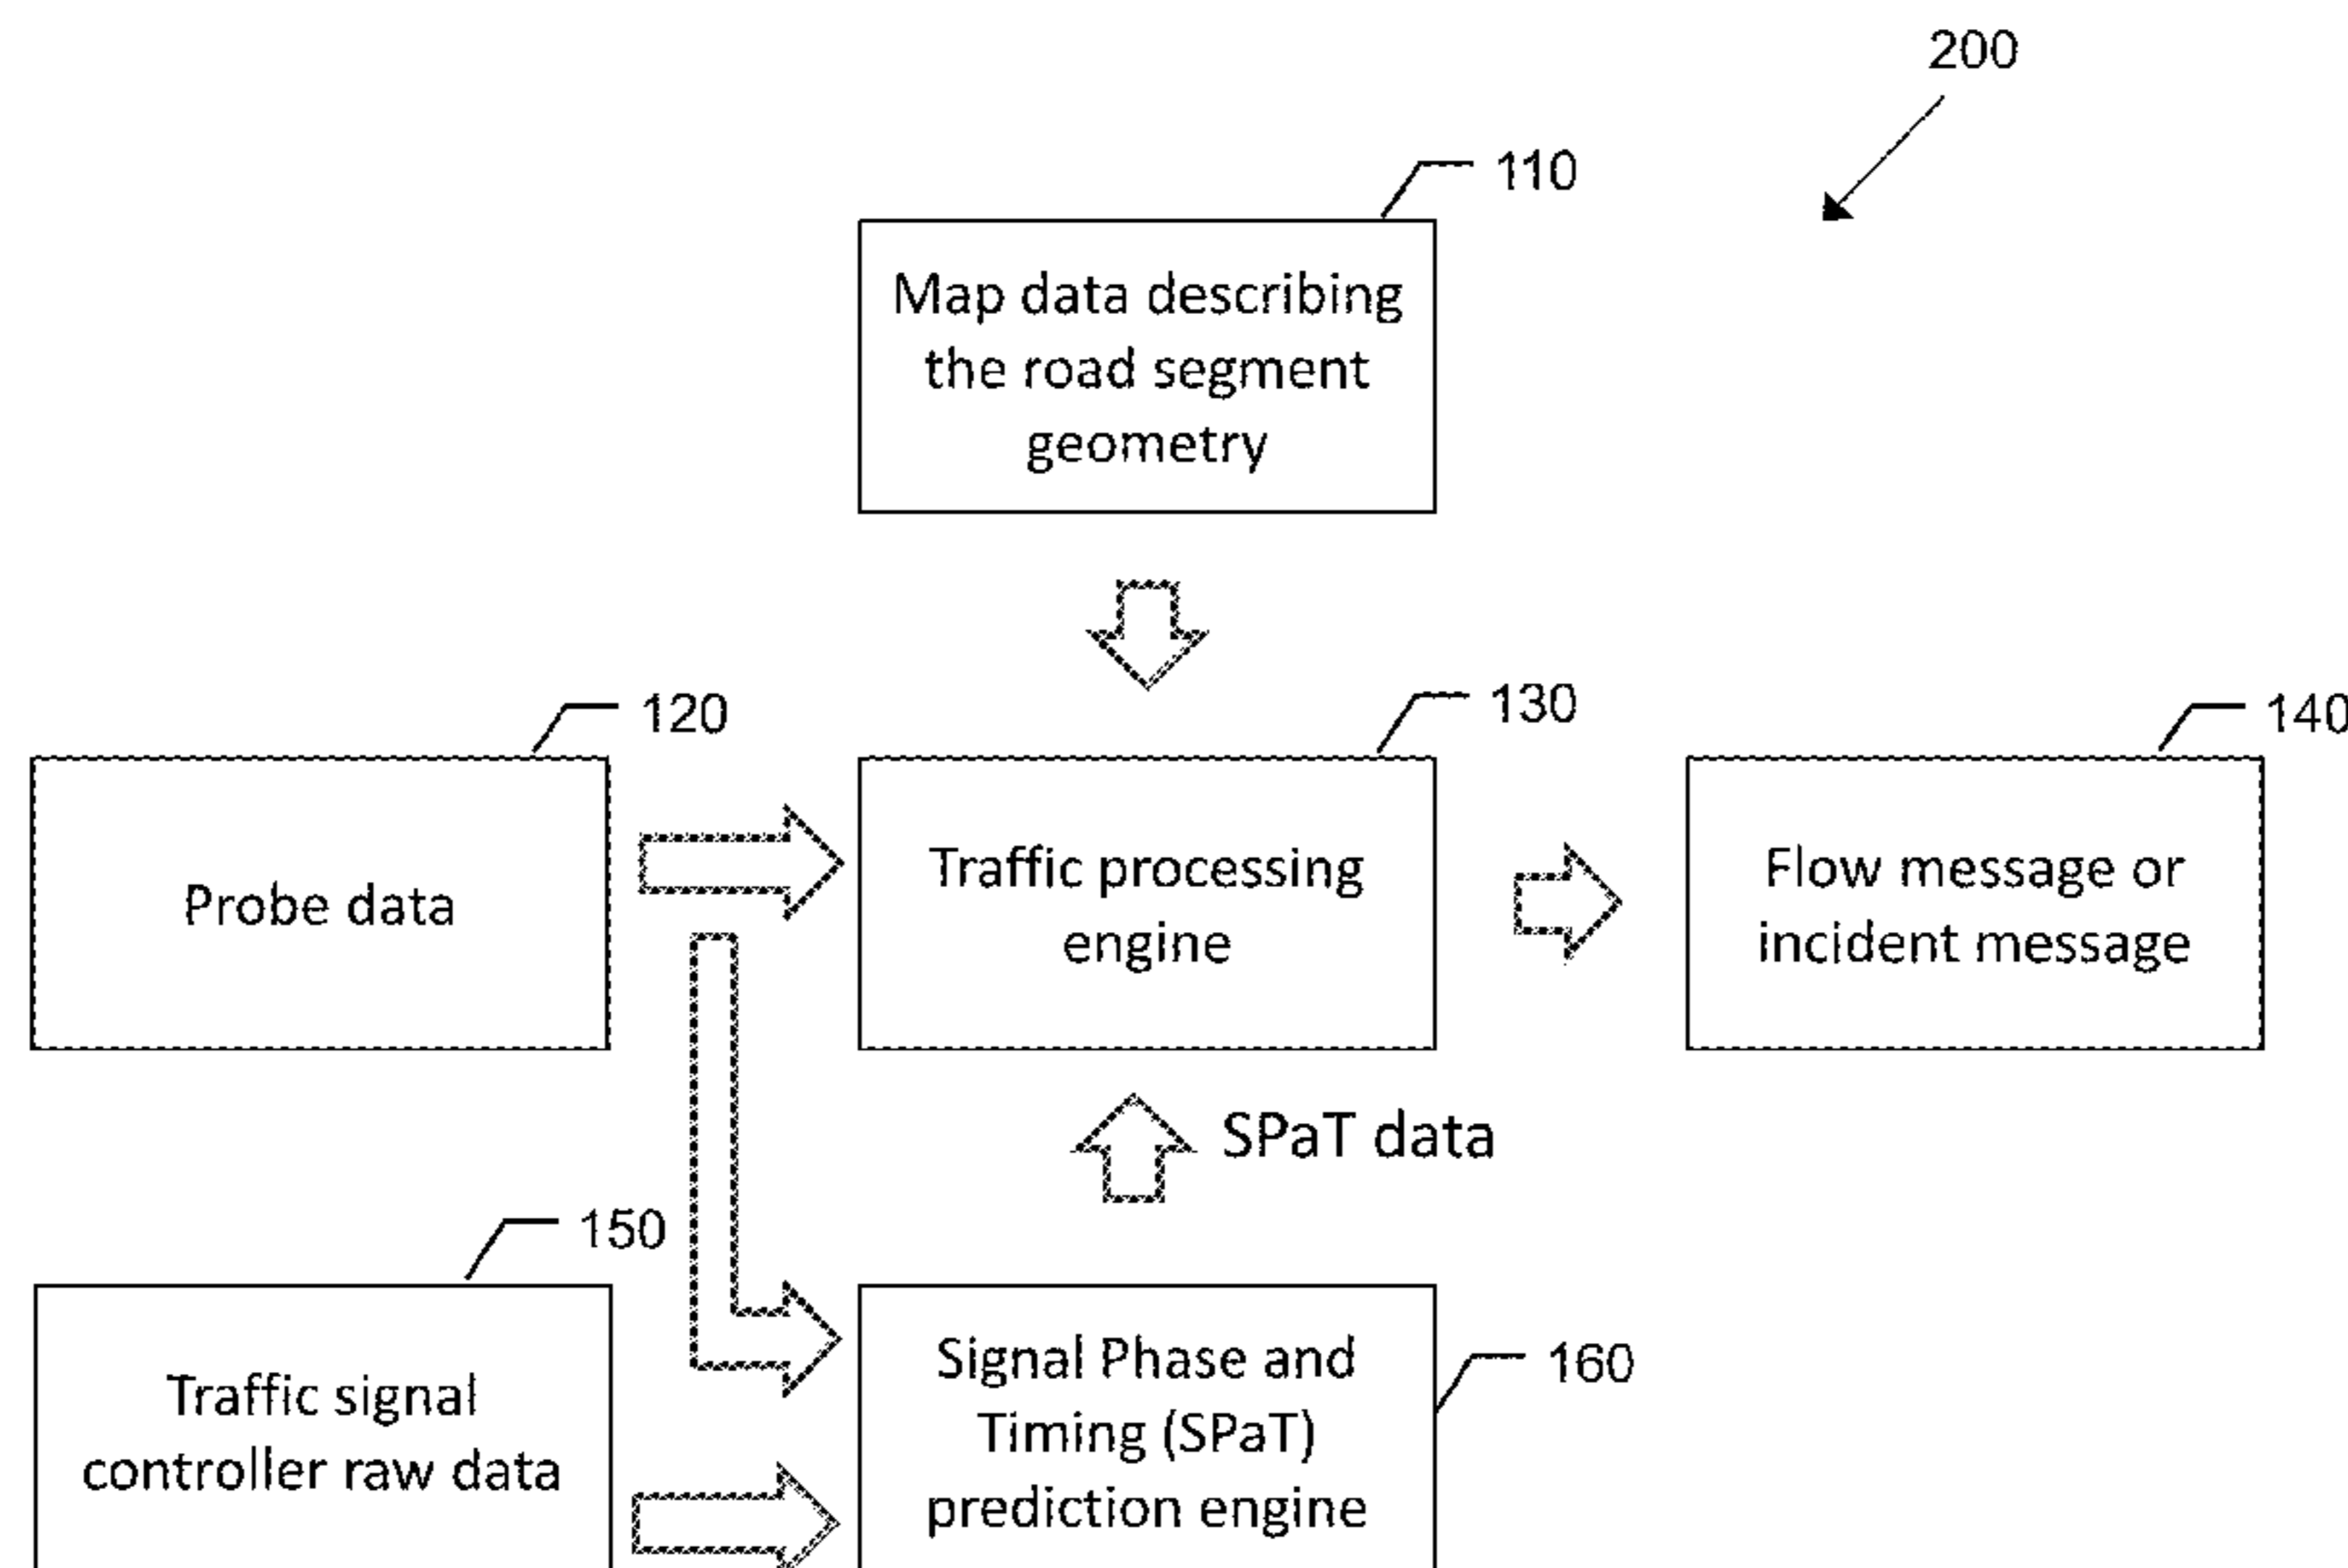 200
110
Map data describing
the road segment
geometry
120
130
140
Probe data
Traffic processing
engine
Flow message or
incident message
SPaT data
150
160
Traffic signal
controller raw data
Signal Phase and
Timing (SPaT)
prediction engine